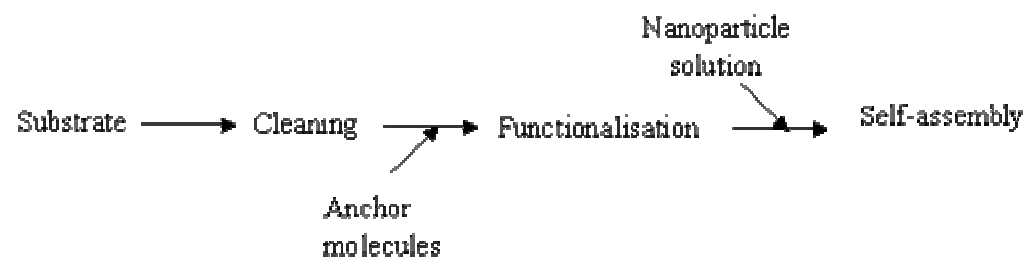 Nanoparticle
solution
Substrate
Cleaning
Functionalisation
Self-assembly
Anchor
molecules